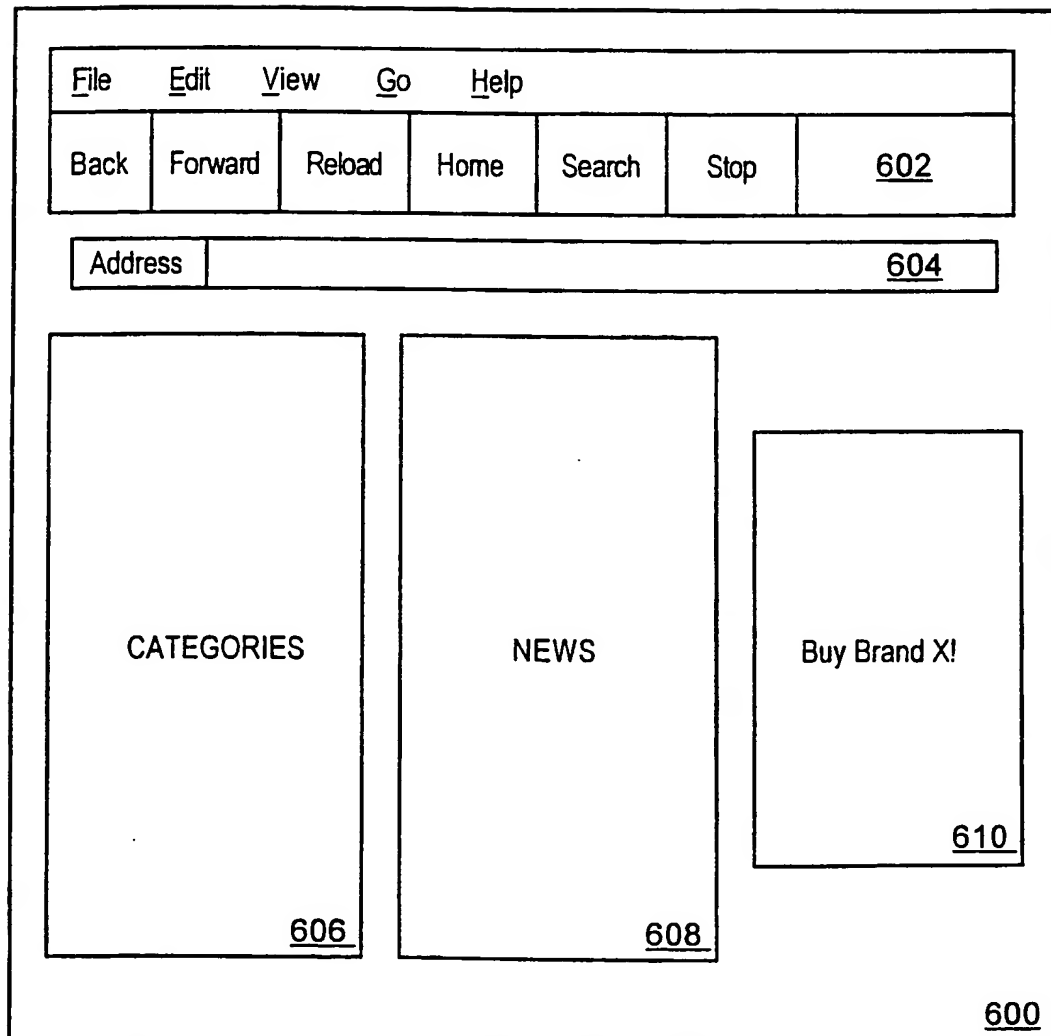 File Edit View Go Help
Back Forward Reload Home Search Stop 602
Address 604
CATEGORIES NEWS Buy Brand X!
610
606 608
600